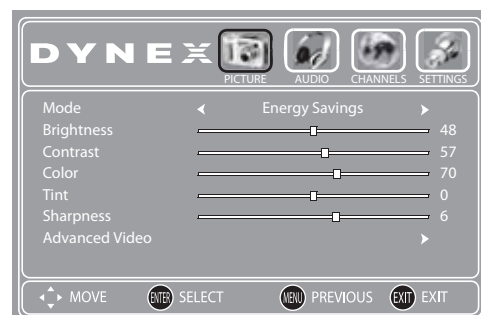 DYNEX
PICTURE AUDIO CHANNELS SETTINGS
Mode Energy Savings
Brightness 48
Contrast 57
Color 70
Tint 0
Sharpness 6
Advanced Video
MOVE ENTER SELECT MENU PREVIOUS EXIT EXIT